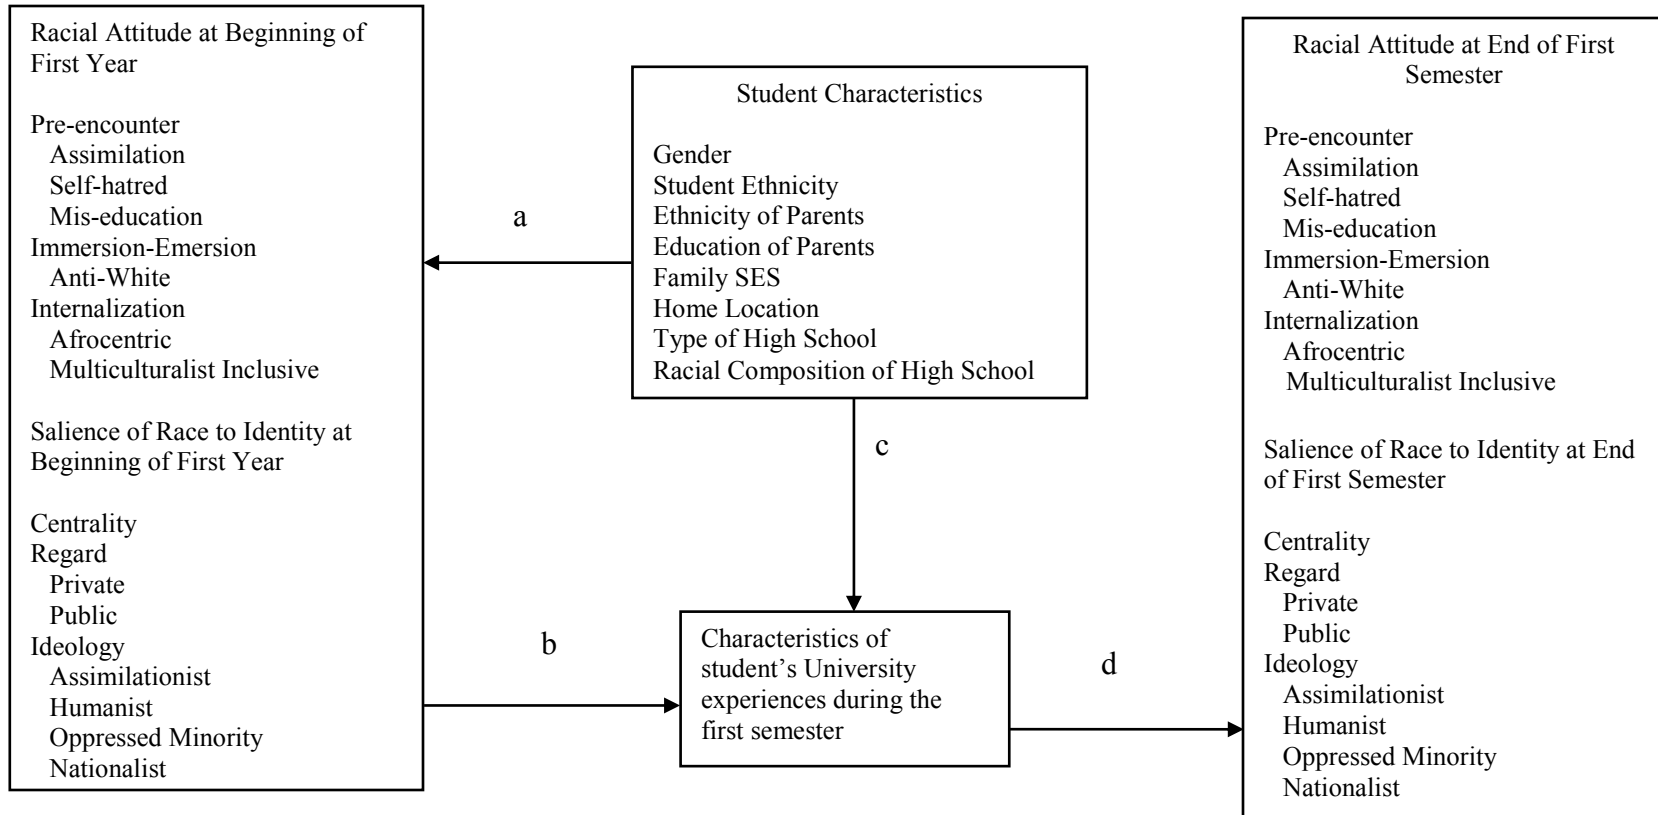 Racial Attitude at Beginning of
First Year
Pre-encounter
Assimilation
Self-hatred
Mis-education
Immersion-Emersion
Anti-White
Internalization
Afrocentric
Multiculturalist Inclusive
Salience of Race to Identity at
Beginning of First Year
Centrality
Regard
Private
Public
Ideology
Assimilationist
Humanist
Oppressed Minority
Nationalist
a
b
Student Characteristics
Gender
Student Ethnicity
Ethnicity of Parents
Education of Parents
Family SES
Home Location
Type of High School
Racial Composition of High School
c
Characteristics of
student’s University
experiences during the
first semester
d
Racial Attitude at End of First
Semester
Pre-encounter
Assimilation
Self-hatred
Mis-education
Immersion-Emersion
Anti-White
Internalization
Afrocentric
Multiculturalist Inclusive
Salience of Race to Identity at End
of First Semester
Centrality
Regard
Private
Public
Ideology
Assimilationist
Humanist
Oppressed Minority
Nationalist